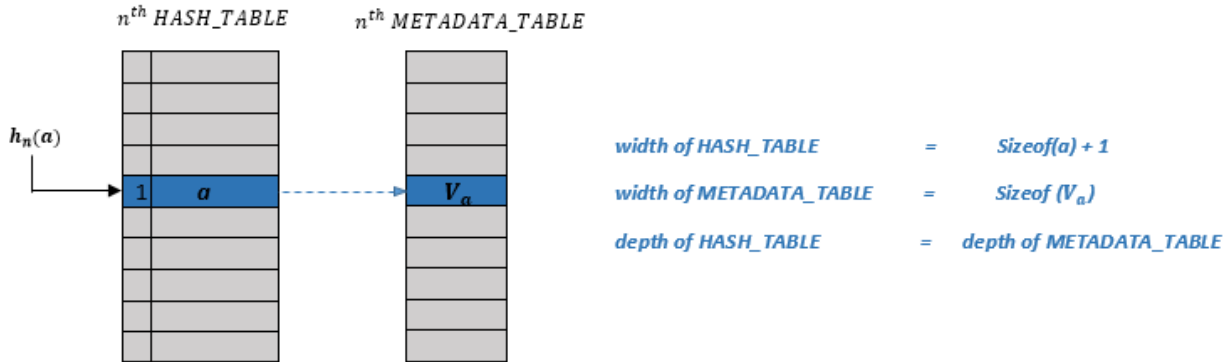 nᵗʰ HASH_TABLE
nᵗʰ METADATA_TABLE
hₙ(a)
1 a
Vₐ
width of HASH_TABLE = Sizeof(a) + 1
width of METADATA_TABLE = Sizeof (Vₐ)
depth of HASH_TABLE = depth of METADATA_TABLE